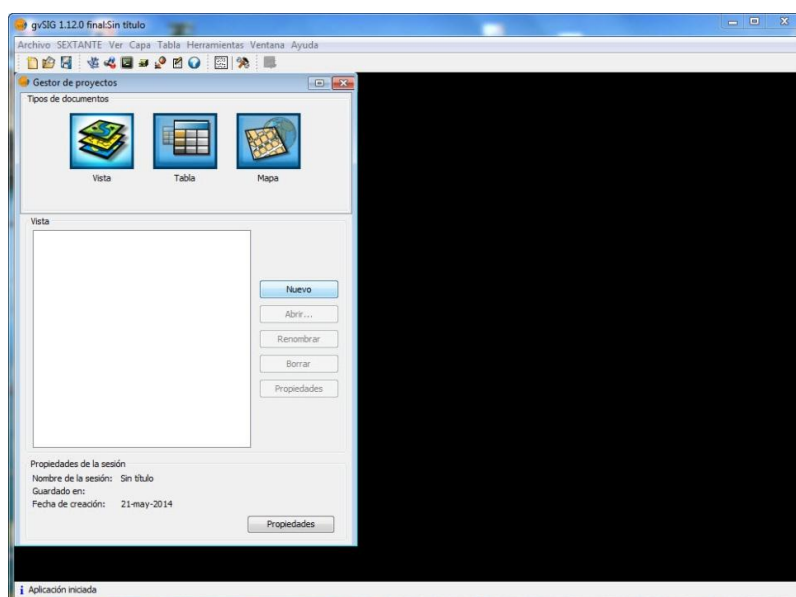 gvSIG 1.12.0 final:Sin título
Archivo SEXTANTE Ver Capa Tabla Herramientas Ventana Ayuda
Gestor de proyectos
Tipos de documentos
Vista Tabla Mapa
Vista
Nuevo
Abrir...
Renombrar
Borrar
Propiedades
Propiedades de la sesión
Nombre de la sesión: Sin título
Guardado en:
Fecha de creación: 21-may-2014
Propiedades
Aplicación iniciada